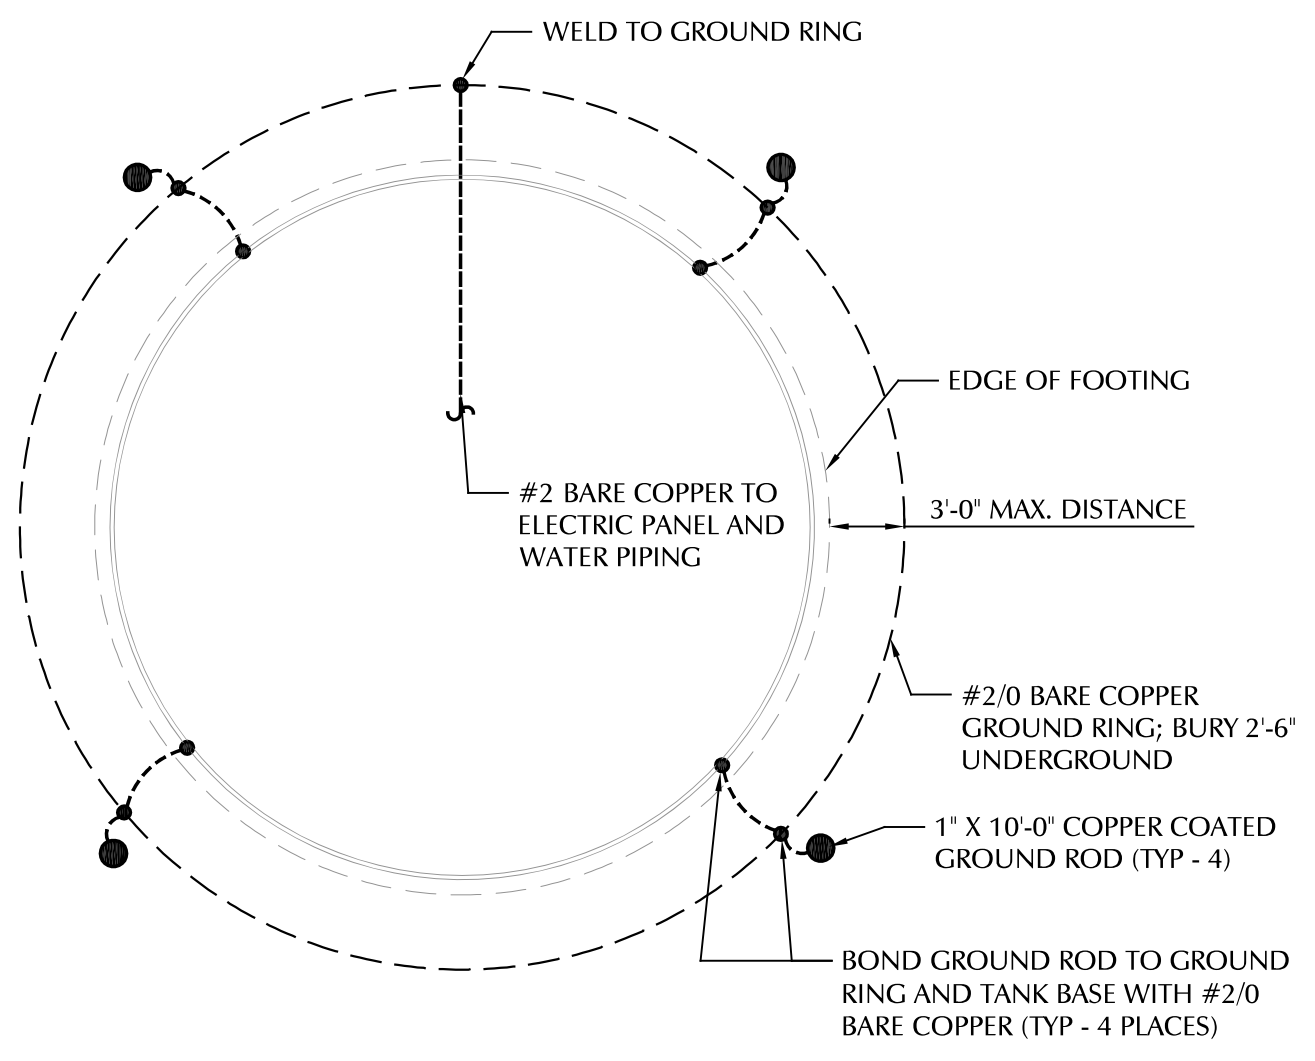 WELD TO GROUND RING
EDGE OF FOOTING
#2 BARE COPPER TO
ELECTRIC PANEL AND
WATER PIPING
3'-0" MAX. DISTANCE
#2/0 BARE COPPER
GROUND RING; BURY 2'-6"
UNDERGROUND
1" X 10'-0" COPPER COATED
GROUND ROD (TYP - 4)
BOND GROUND ROD TO GROUND
RING AND TANK BASE WITH #2/0
BARE COPPER (TYP - 4 PLACES)